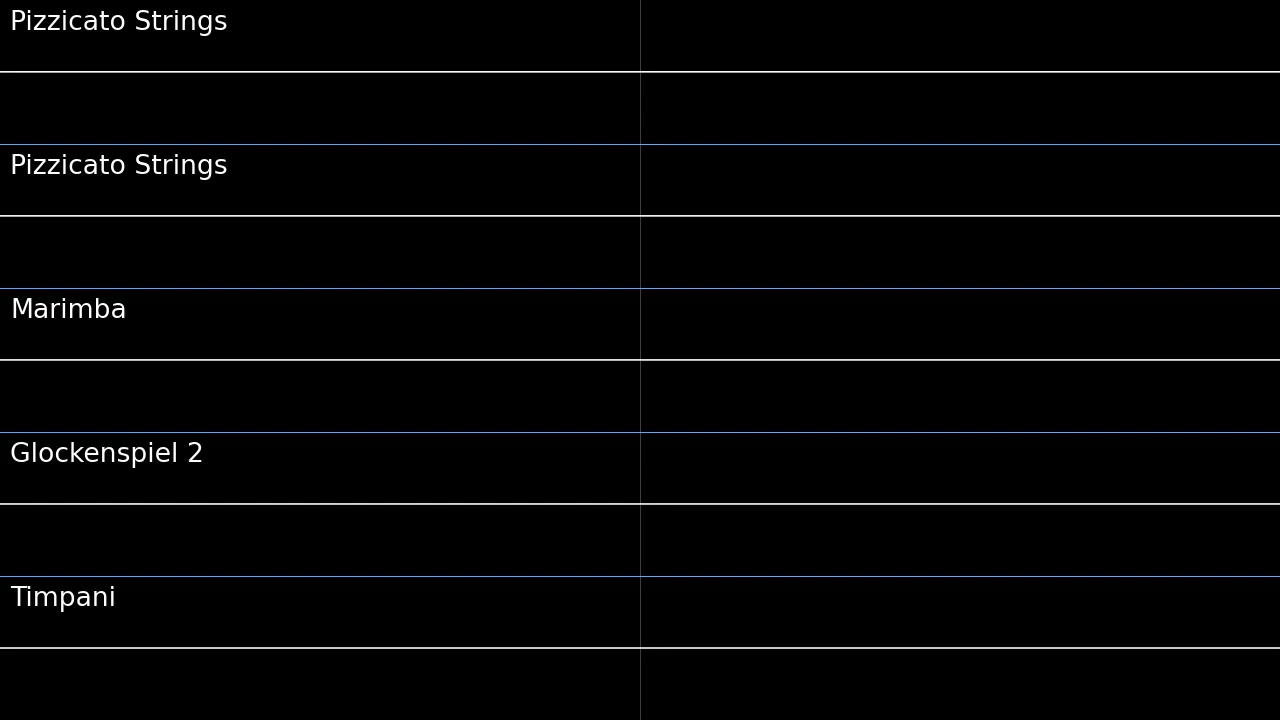 Pizzicato Strings
Pizzicato Strings
Marimba
Glockenspiel 2
Timpani